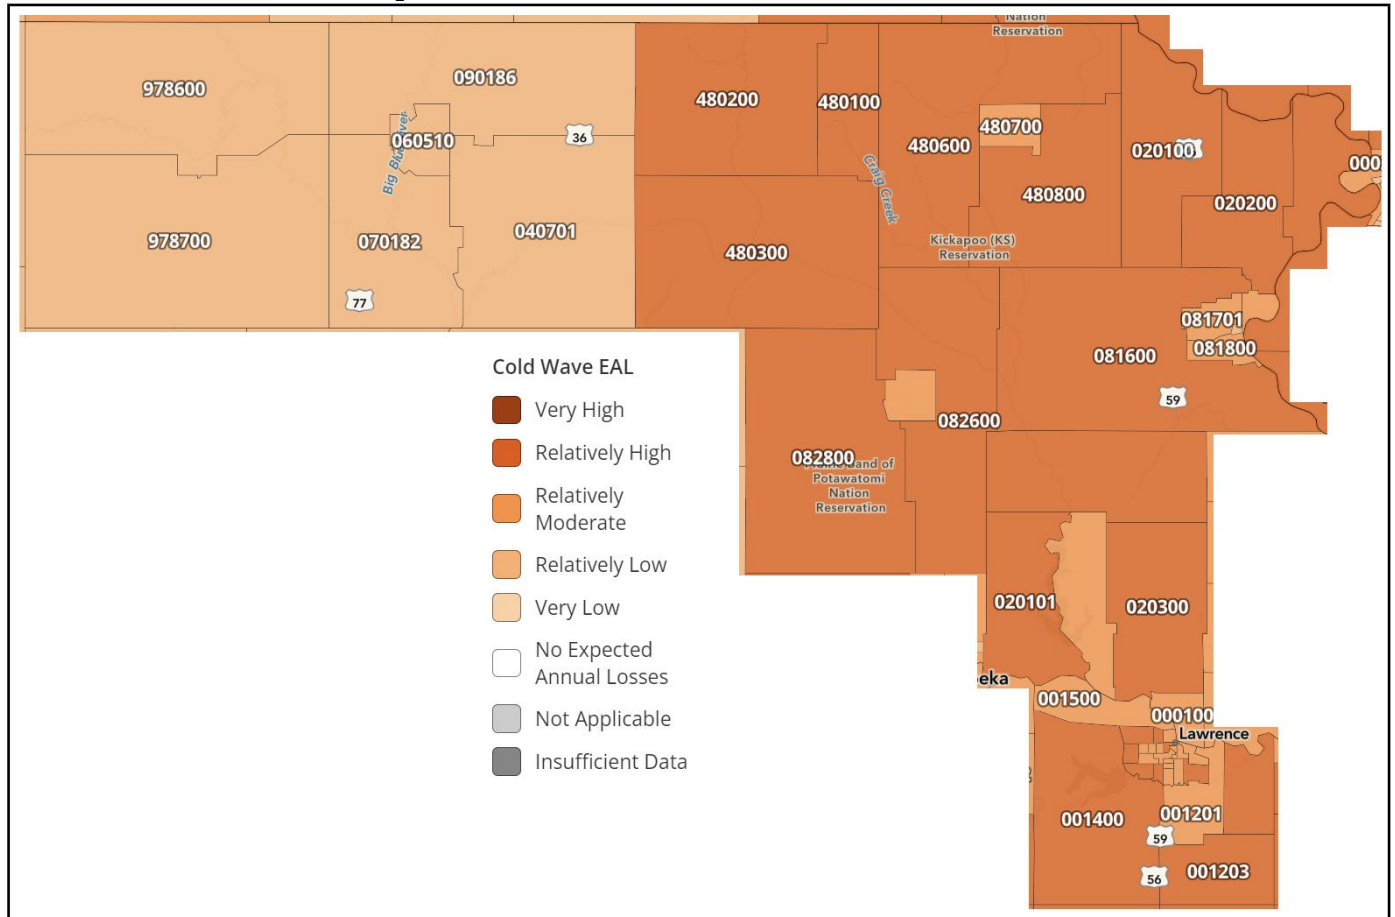 Nation
Reservation
978600
090186
480200
480100
480700
060510
36
480600
020100
000
Big Blue River
Craig Creek
480800
020200
978700
070182
040701
480300
Kickapoo (KS)
Reservation
77
081701
081800
081600
59
082600
082800
Band of
Potawatomi
Nation
Reservation
Cold Wave EAL
Very High
Relatively High
Relatively
Moderate
Relatively Low
Very Low
No Expected
Annual Losses
Not Applicable
Insufficient Data
020101
020300
eka
001500
000100
Lawrence
001400
001201
59
56
001203